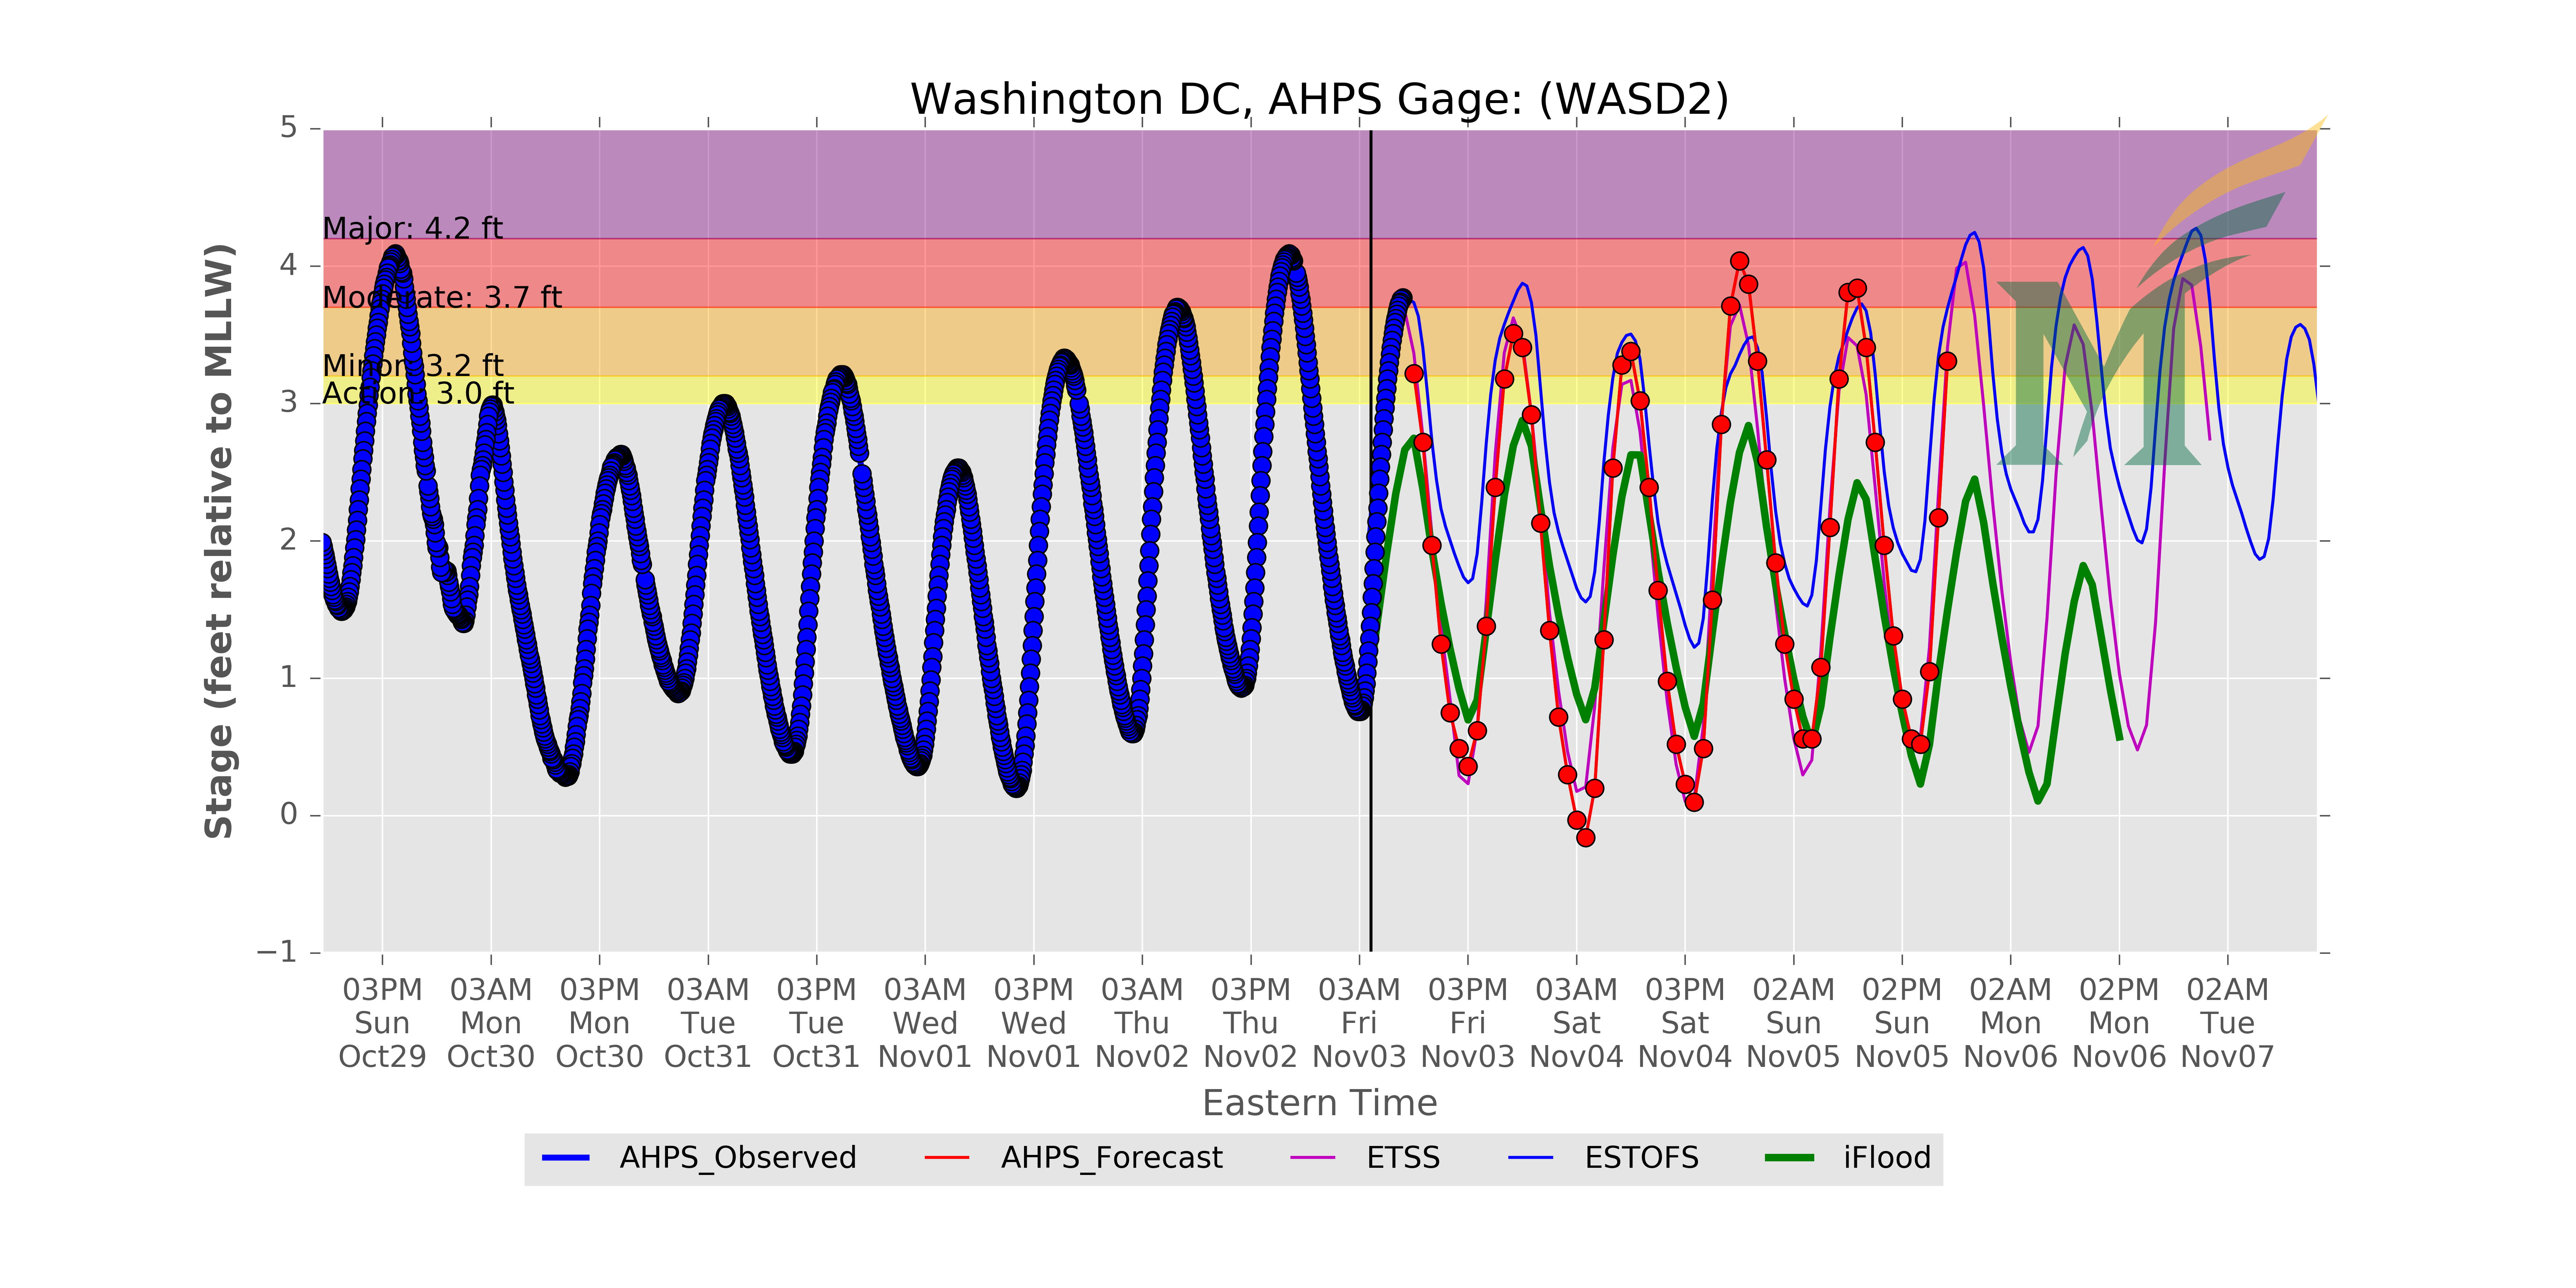 Washington DC, AHPS Gage: (WASD2)
Stage (feet relative to MLLW)
5
4
3
2
1
0
−1
Major: 4.2 ft
Moderate: 3.7 ft
Minor: 3.2 ft
Action: 3.0 ft
03PM 03AM 03PM 03AM 03PM 03AM 03PM 03AM 03PM 03AM 03PM 03AM 03PM 02AM 02PM 02AM 02PM 02AM
Sun Mon Mon Tue Tue Wed Wed Thu Thu Fri Fri Sat Sat Sun Sun Mon Mon Tue
Oct29 Oct30 Oct30 Oct31 Oct31 Nov01 Nov01 Nov02 Nov02 Nov03 Nov03 Nov04 Nov04 Nov05 Nov05 Nov06 Nov06 Nov07
Eastern Time
AHPS_Observed AHPS_Forecast ETSS ESTOFS iFlood